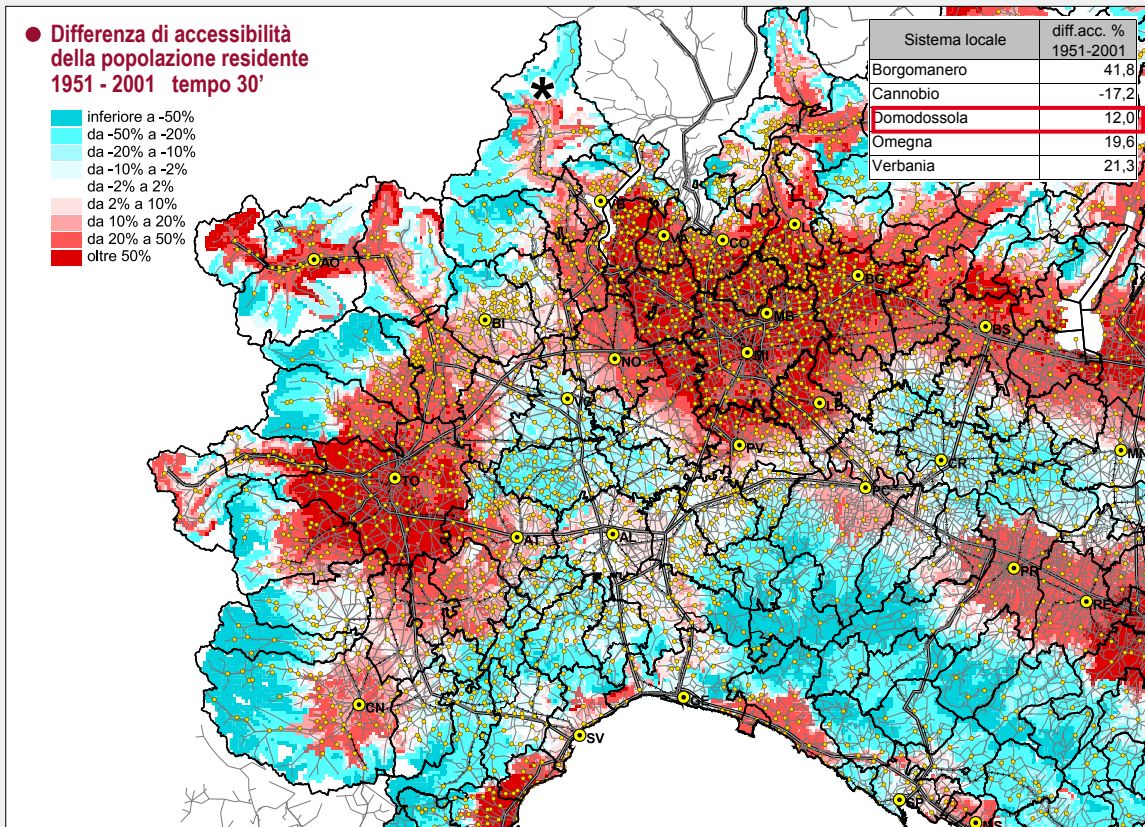 ● Differenza di accessibilità
della popolazione residente
1951 - 2001 tempo 30’
inferiore a -50%
da -50% a -20%
da -20% a -10%
da -10% a -2%
da -2% a 2%
da 2% a 10%
da 10% a 20%
da 20% a 50%
oltre 50%
Sistema locale diff.acc. % 1951-2001
Borgomanero 41,8
Cannobio -17,2
Domodossola 12,0
Omegna 19,6
Verbania 21,3
*
VA
CO
AO
BG
BI
MB
BS
MI
NO
LO
PV
CR
TO
AT
AL
PR
RE
CN
GE
SV
SP
MS